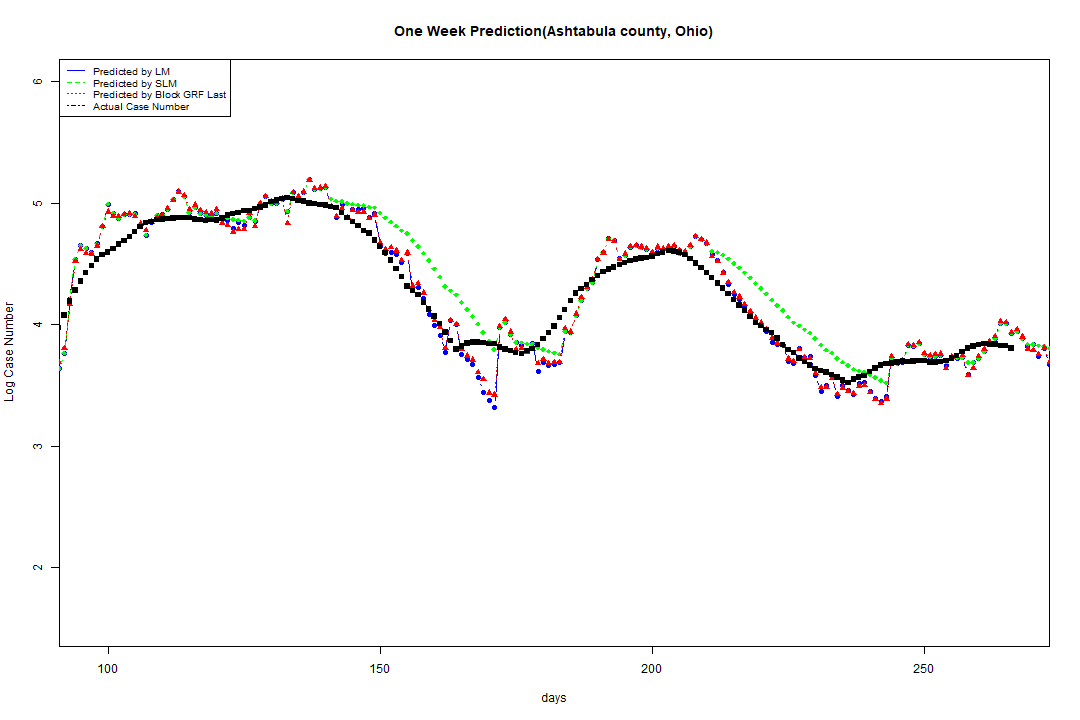 One Week Prediction(Ashtabula county, Ohio)
Predicted by LM
Predicted by SLM
Predicted by Block GRF Last
Actual Case Number
6
5
4
3
2
Log Case Number
100 150 200 250
days